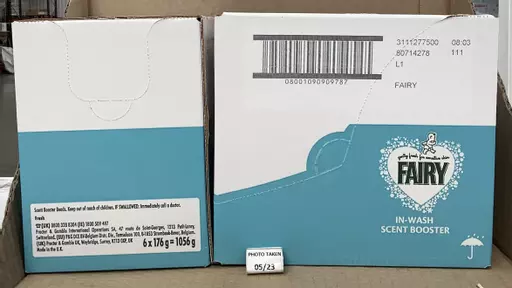 3111277500 08:03
80714278 111
L1
08001090909787
FAIRY
FAIRY
IN-WASH
SCENT BOOSTER
Scent Booster Beads. Keep out of reach of children. IF SWALLOWED: Immediately call a doctor.
Fresh
6 x 176 g = 1056 g
Made in the U.K.
PHOTO TAKEN
05/23